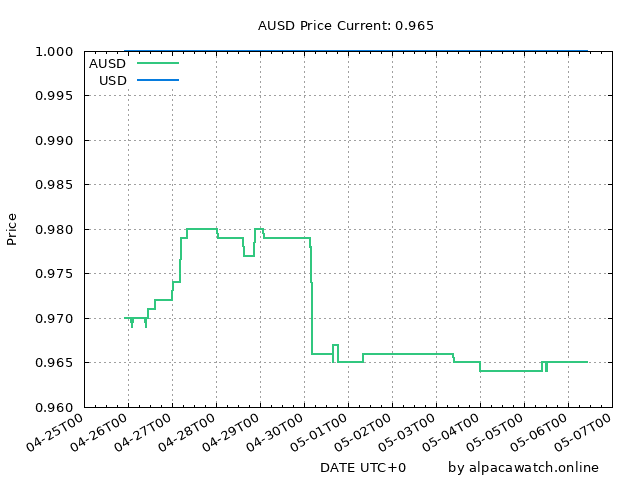 AUSD Price Current: 0.965
1.000
AUSD
USD
0.995
0.990
0.985
0.980
Price
0.975
0.970
0.965
0.960
04-25T00 04-26T00 04-27T00 04-28T00 04-29T00 04-30T00 05-01T00 05-02T00 05-03T00 05-04T00 05-05T00 05-06T00 05-07T00
DATE UTC+0 by alpacawatch.online